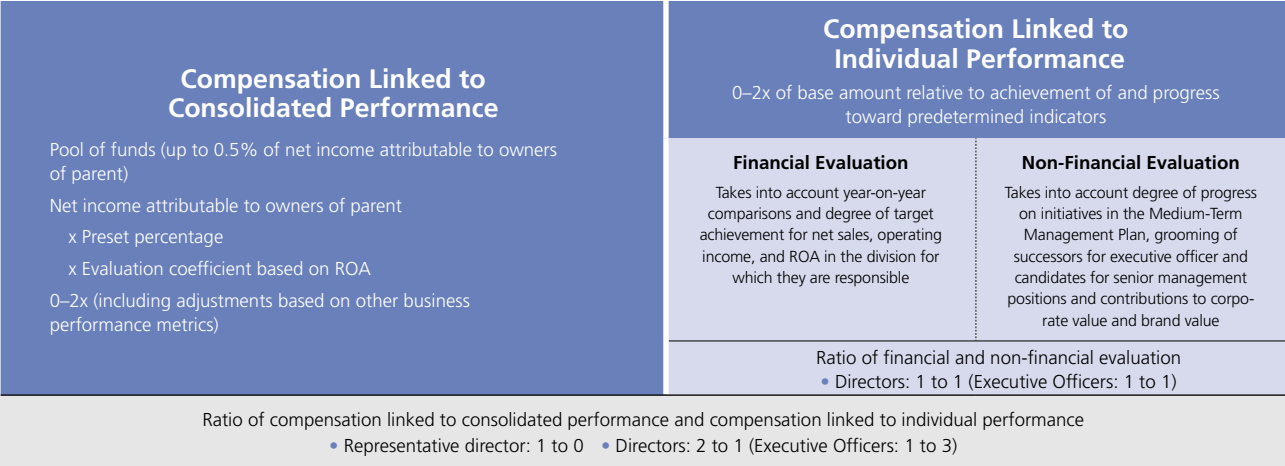 Compensation Linked to
Consolidated Performance
Pool of funds (up to 0.5% of net income attributable to owners
of parent)
Net income attributable to owners of parent
x Preset percentage
x Evaluation coefficient based on ROA
0–2x (including adjustments based on other business
performance metrics)
Compensation Linked to
Individual Performance
0–2x of base amount relative to achievement of and progress
toward predetermined indicators
Financial Evaluation
Takes into account year-on-year
comparisons and degree of target
achievement for net sales, operating
income, and ROA in the division for
which they are responsible
Non-Financial Evaluation
Takes into account degree of progress
on initiatives in the Medium-Term
Management Plan, grooming of
successors for executive officer and
candidates for senior management
positions and contributions to corpo-
rate value and brand value
Ratio of financial and non-financial evaluation
• Directors: 1 to 1 (Executive Officers: 1 to 1)
Ratio of compensation linked to consolidated performance and compensation linked to individual performance
• Representative director: 1 to 0 • Directors: 2 to 1 (Executive Officers: 1 to 3)